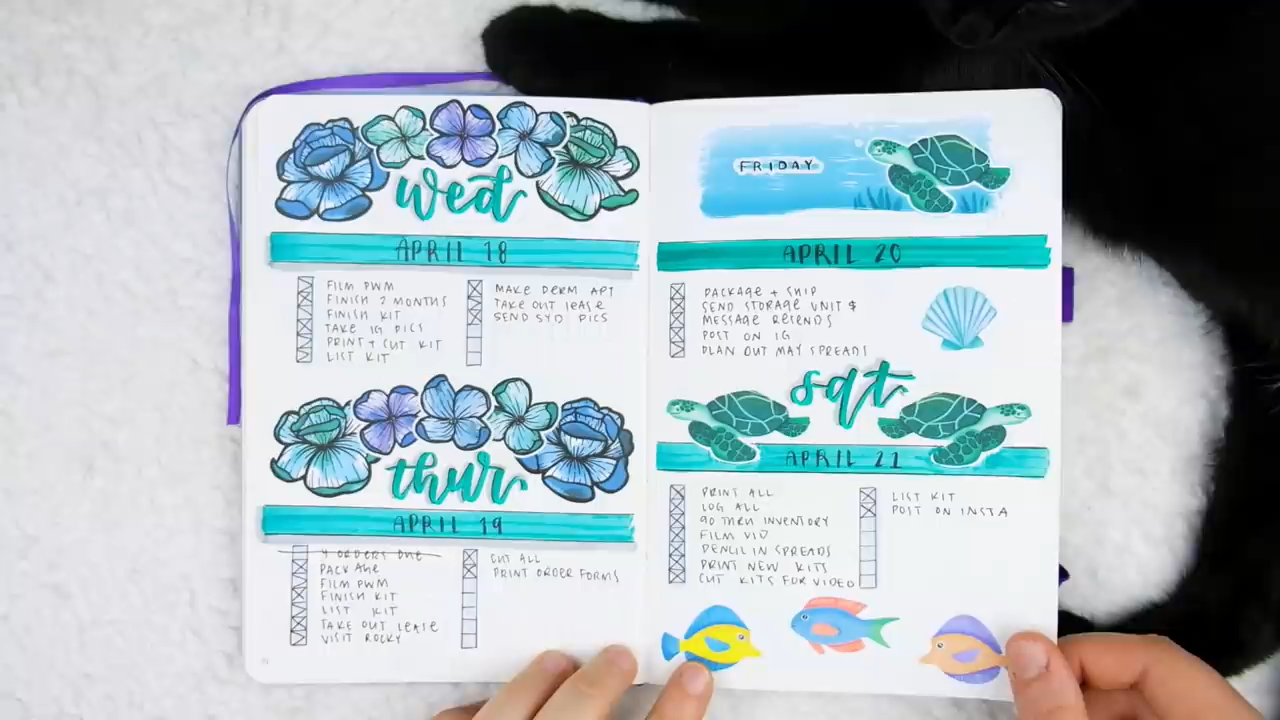 wed
APRIL 18
FILM PWM
FINISH 2 MONTHS
FINISH KIT
TAKE IG PICS
PRINT + CUT KIT
LIST KIT
MAKE DERM APT
TAKE OUT LEASE
SEND SYD PICS
thur
APRIL 19
4 ORDERS DUE
PACKAGE
FILM PWM
FINISH KIT
LIST KIT
TAKE OUT LEASE
VISIT ROCKY
CUT ALL
PRINT ORDER FORMS
FRIDAY
APRIL 20
PACKAGE + SHIP
SEND STORAGE UNIT $
MESSAGE RESENDS
POST ON IG
PLAN OUT MAY SPREADS
sat
APRIL 21
PRINT ALL
LOG ALL
GO THRU INVENTORY
FILM VID
PENCIL IN SPREADS
PRINT NEW KITS
CUT KITS FOR VIDEO
LIST KIT
POST ON INSTA